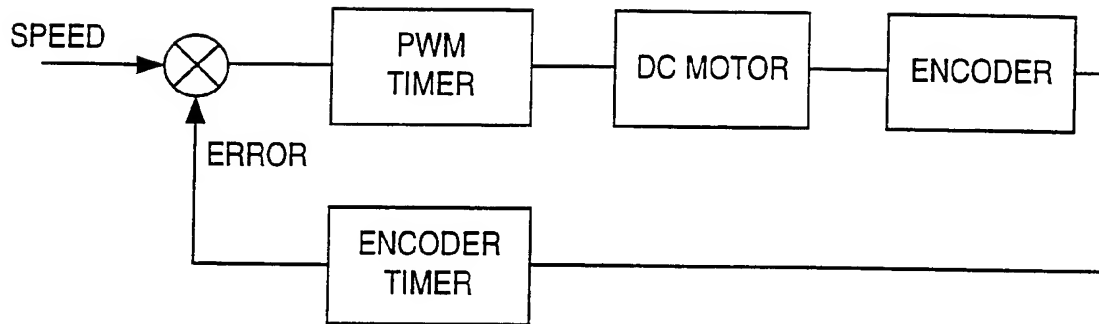 SPEED
PWM
TIMER
DC MOTOR
ENCODER
ERROR
ENCODER
TIMER